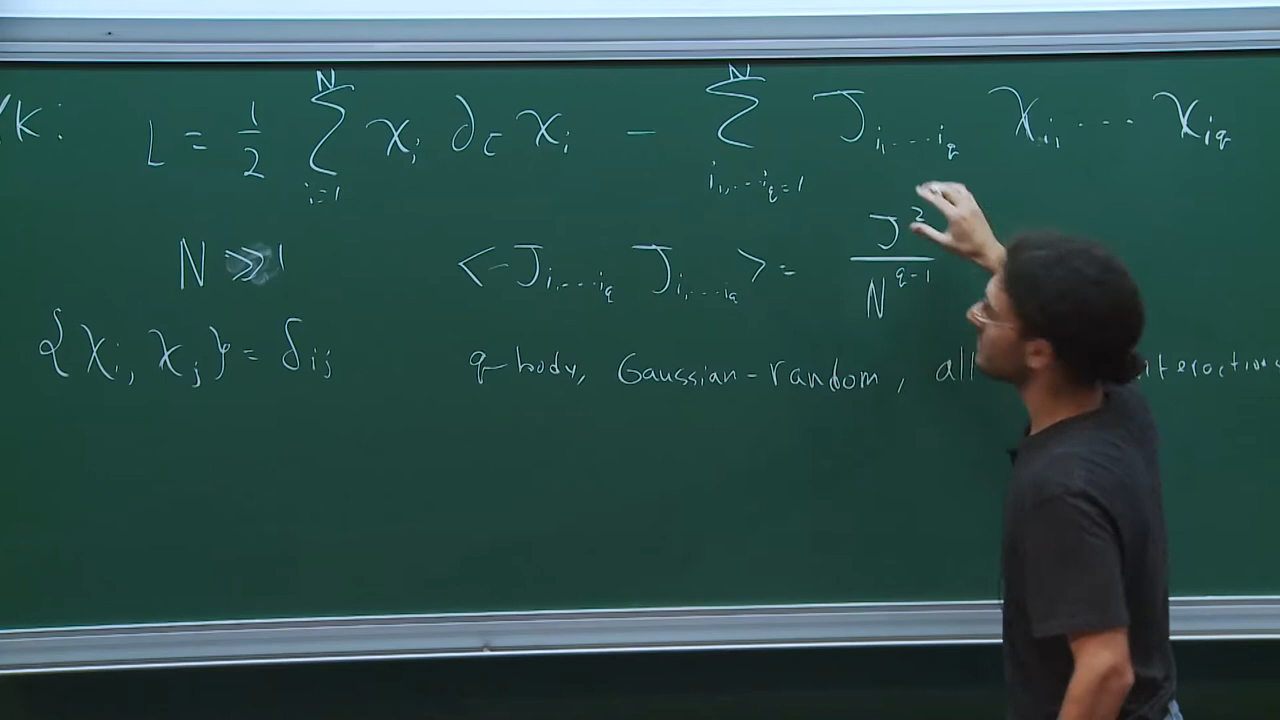 YK: L = 1/2 Σ_{i=1}^{N} χ_i ∂_τ χ_i − Σ_{i_1,...i_q=1}^{N} J_{i_1...i_q} χ_{i_1} ... χ_{i_q}
N ≫ 1 <J_{i_1...i_q} J_{i_1...i_q}> = J^2 / N^{q-1}
{χ_i, χ_j} = δ_{ij}
q-body, Gaussian-random, all